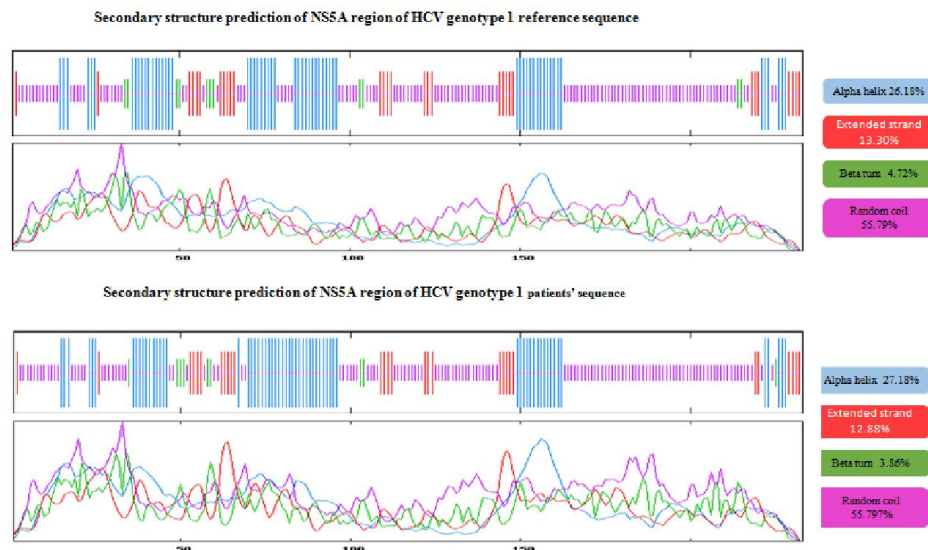 Secondary structure prediction of NS5A region of HCV genotype 1 reference sequence
Alpha helix 26.18%
Extended strand
13.30%
Beta turn 4.72%
Random coil
55.79%
50
100
150
Secondary structure prediction of NS5A region of HCV genotype 1 patients' sequence
Alpha helix 27.18%
Extended strand
12.88%
Beta turn 3.86%
Random coil
55.797%
50
100
150